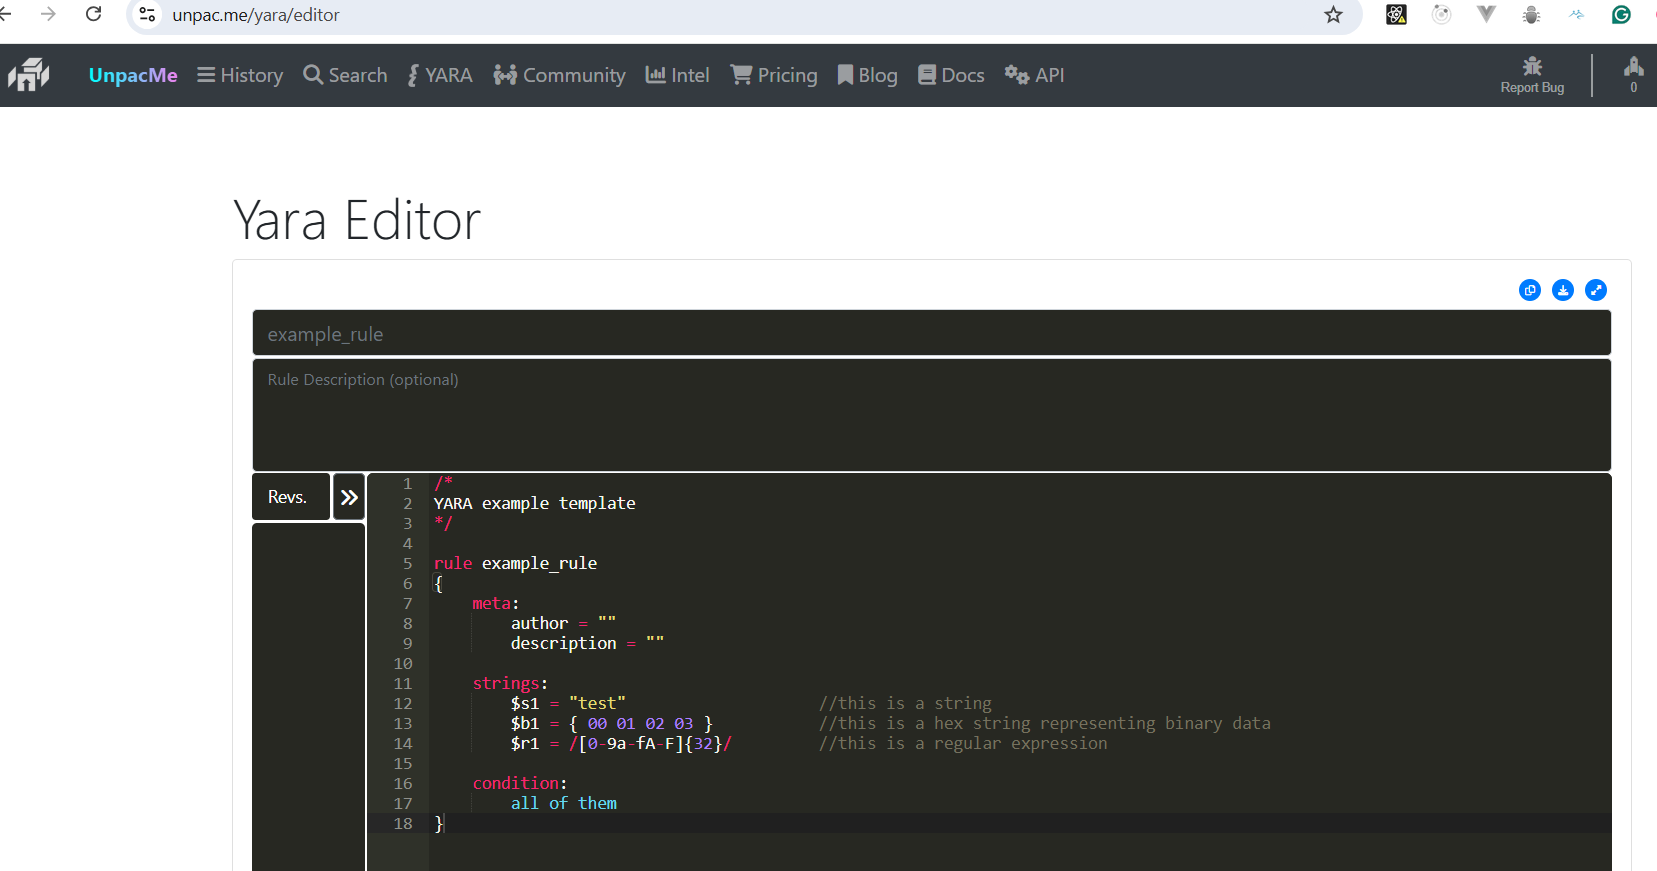 unpac.me/yara/editor
UnpacMe History Search YARA Community Intel Pricing Blog Docs API Report Bug 0
Yara Editor
example_rule
Rule Description (optional)
Revs.
1 /*
2 YARA example template
3 */
4
5 rule example_rule
6 {
7 meta:
8 author = ""
9 description = ""
10
11 strings:
12 $s1 = "test" //this is a string
13 $b1 = { 00 01 02 03 } //this is a hex string representing binary data
14 $r1 = /[0-9a-fA-F]{32}/ //this is a regular expression
15
16 condition:
17 all of them
18 }